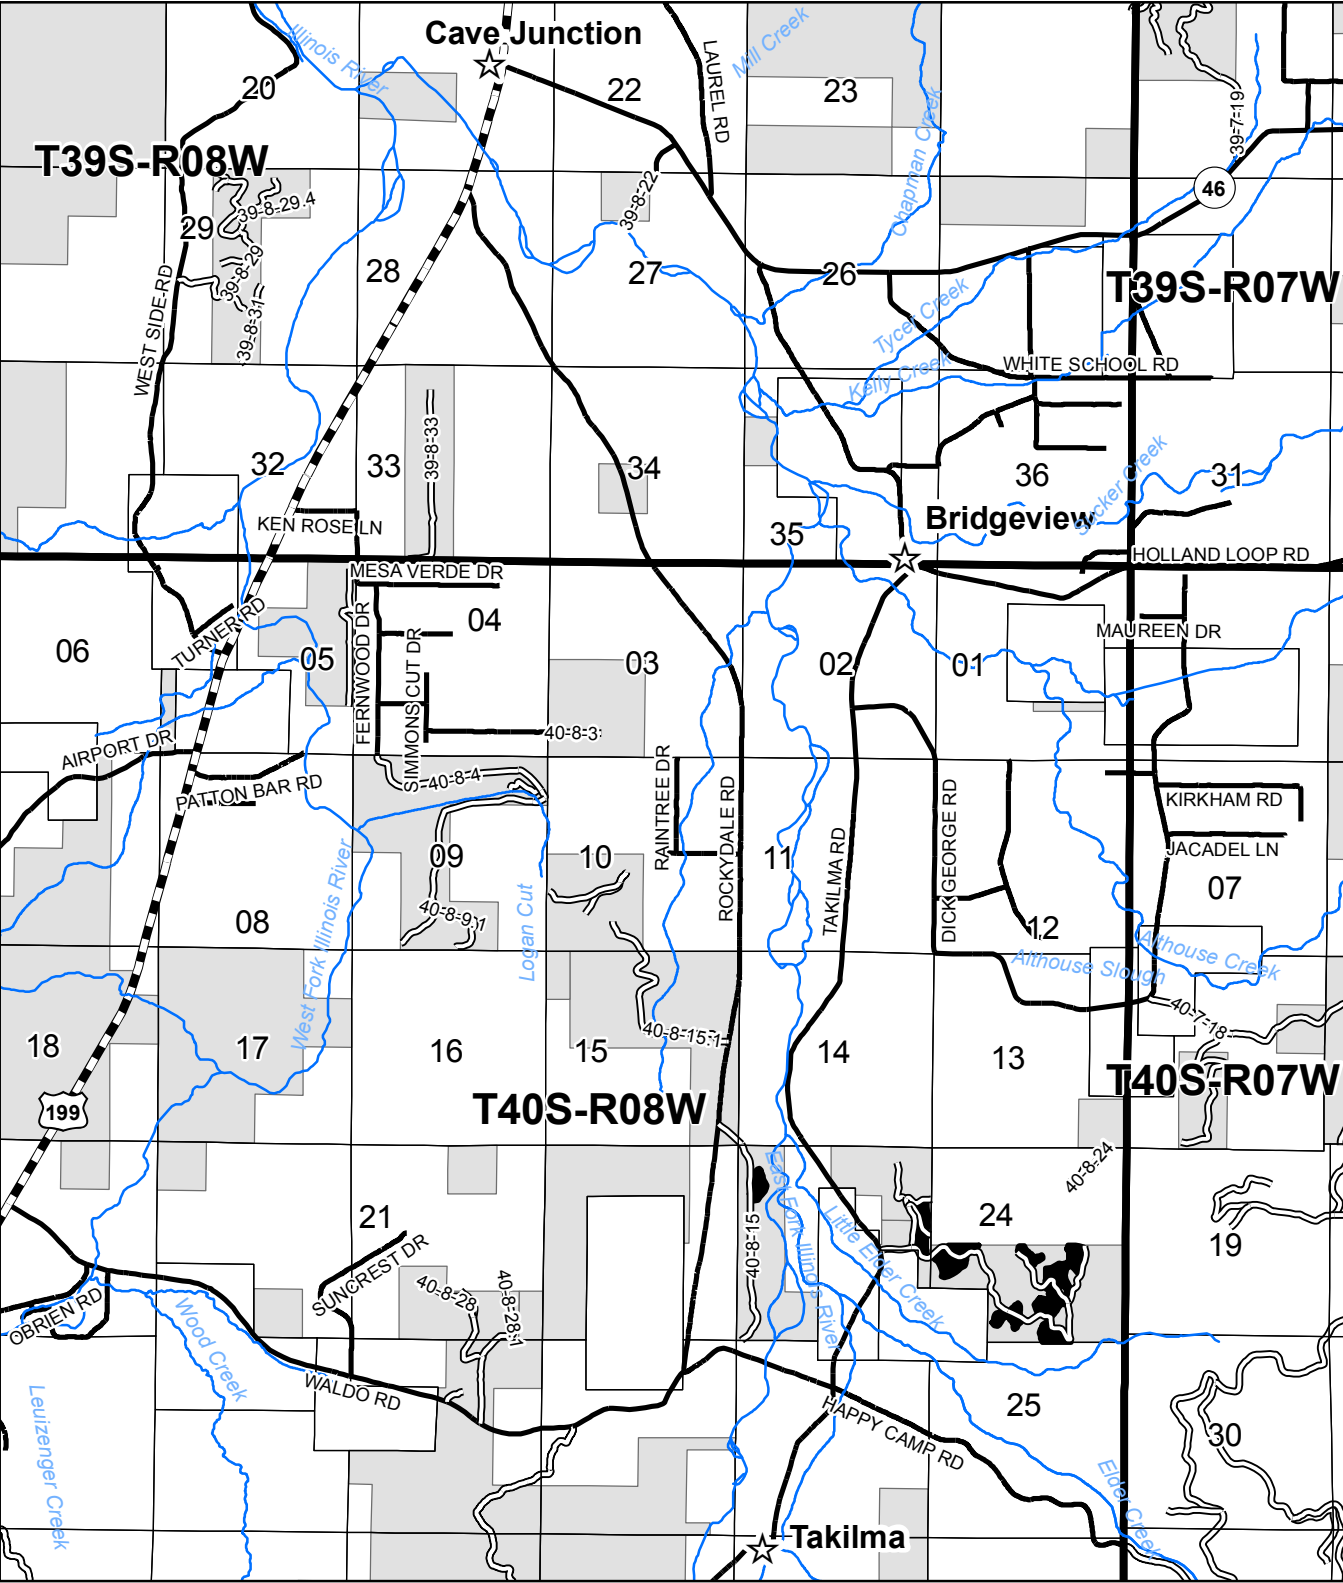 Cave Junction
Illinois River
LAUREL RD
Mill Creek
20
22
23
39-7-19
Chapman Creek
T39S-R08W
46
39-8-29.4
39-8-22
29
39-8-29
28
27
26
T39S-R07W
WEST SIDE RD
39-8-31
Tycer Creek
WHITE SCHOOL RD
Kelly Creek
39-8-33
32
33
34
36
31
Sucker Creek
KEN ROSE LN
35
Bridgeview
HOLLAND LOOP RD
MESA VERDE DR
04
TURNER RD
FERNWOOD DR
SIMMONS CUT DR
MAUREEN DR
06
05
03
02
01
40-8-3
AIRPORT DR
40-8-4
PATTON BAR RD
RAINTREE DR
ROCKYDALE RD
TAKILMA RD
DICK GEORGE RD
KIRKHAM RD
JACADEL LN
09
10
11
07
40-8-9.1
08
12
West Fork Illinois River
Logan Cut
Althouse Slough
Althouse Creek
40-7-18
18
17
16
15
40-8-15.1
14
13
T40S-R08W
T40S-R07W
199
40-8-24
East Fork Illinois River
Little Elder Creek
21
24
19
40-8-15
SUNCREST DR
40-8-28
40-8-28.1
OBRIEN RD
Wood Creek
WALDO RD
25
HAPPY CAMP RD
30
Leuizenger Creek
Elder Creek
Takilma